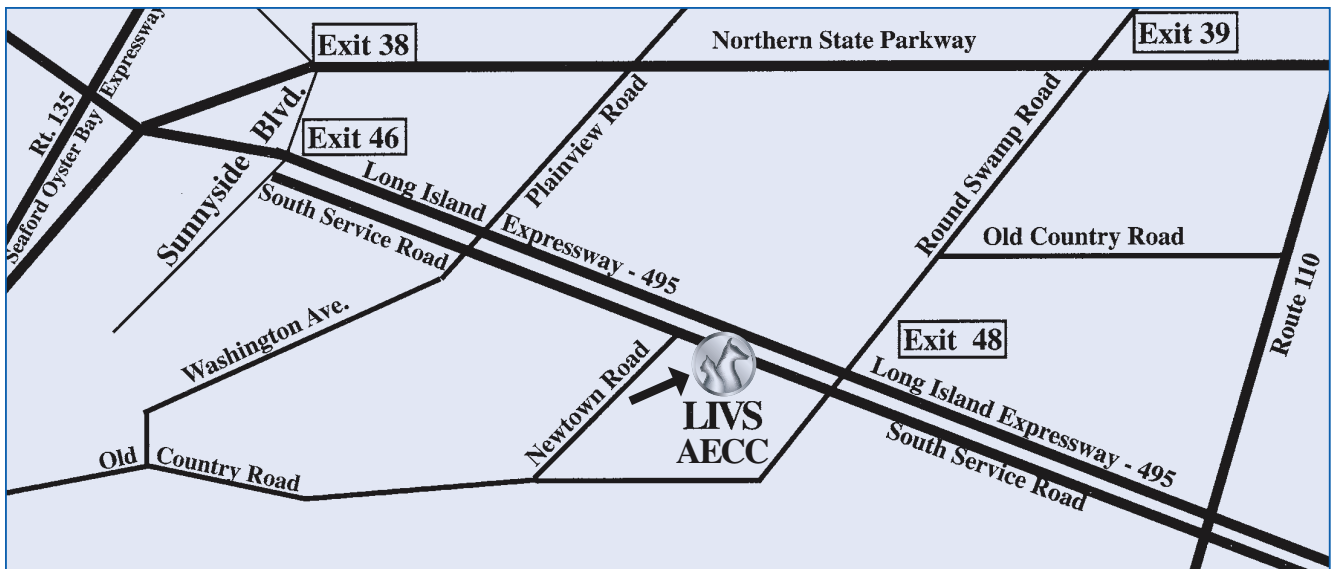 Exit 38
Northern State Parkway
Exit 39
Rt. 135
Seaford Oyster Bay Expressway
Sunnyside Blvd.
Exit 46
Plainview Road
Round Swamp Road
Long Island Expressway - 495
South Service Road
Old Country Road
Route 110
Washington Ave.
Exit 48
Newtown Road
LIVS
AECC
Long Island Expressway - 495
South Service Road
Old Country Road